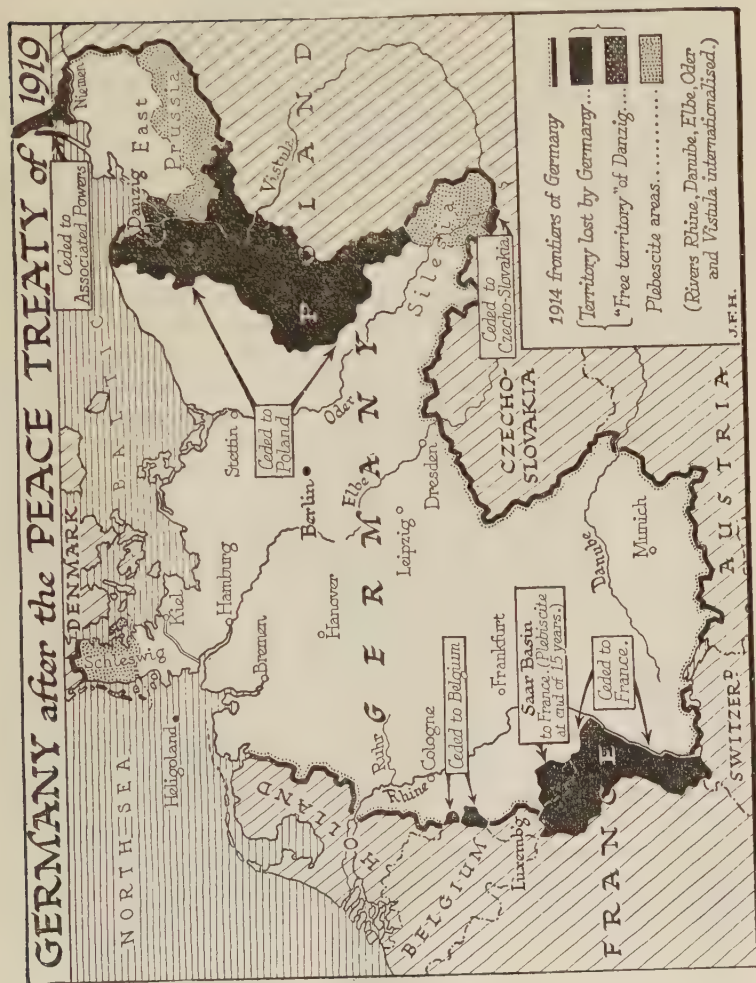 GERMANY after the PEACE TREATY of 1919
NORTH SEA
DENMARK
BALTIC
Ceded to
Associated Powers
Niemen
Schleswig
Kiel
Heligoland
Hamburg
Bremen
Stettin
Danzig
East
Prussia
Vistula
POLAND
HOLLAND
Hanover
Berlin
Ceded to
Poland
Oder
Elbe
GERMANY
Ruhr
Rhine
Cologne
Leipzig
Dresden
Silesia
Ceded to Belgium
BELGIUM
Luxemb'g
Frankfurt
Saar Basin
to France. (Plebiscite
at end of 15 years.)
Ceded to
France.
FRANCE
CZECHO-
SLOVAKIA
Ceded to
Czecho-Slovakia
Danube
Munich
SWITZERD
AUSTRIA
1914 frontiers of Germany
Territory lost by Germany...
"Free territory" of Danzig....
Plebescite areas..........
(Rivers Rhine, Danube, Elbe, Oder
and Vistula internationalised.)
J.F.H.